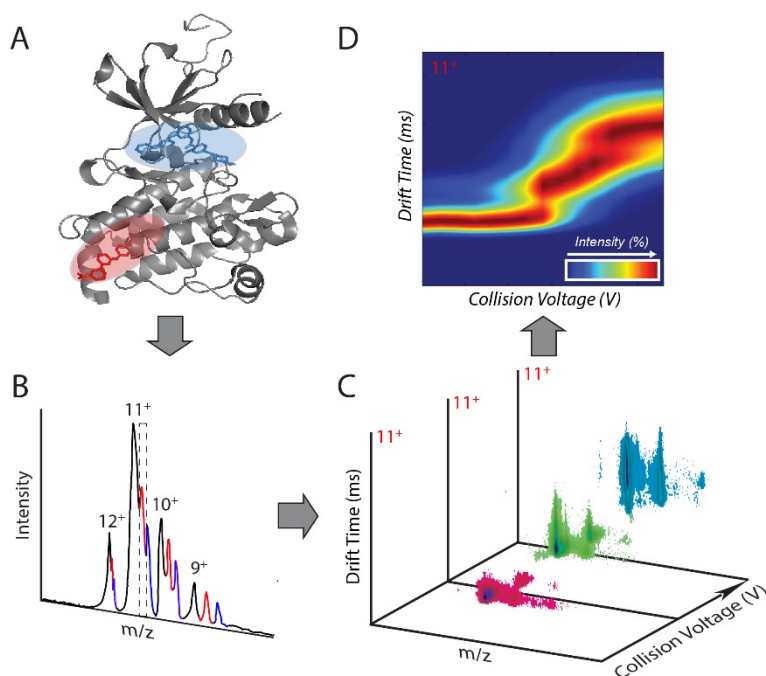 A
B
Intensity
12+
11+
10+
9+
m/z
C
Drift Time (ms)
11+
11+
11+
m/z
Collision Voltage (V)
D
11+
Drift Time (ms)
Intensity (%)
Collision Voltage (V)